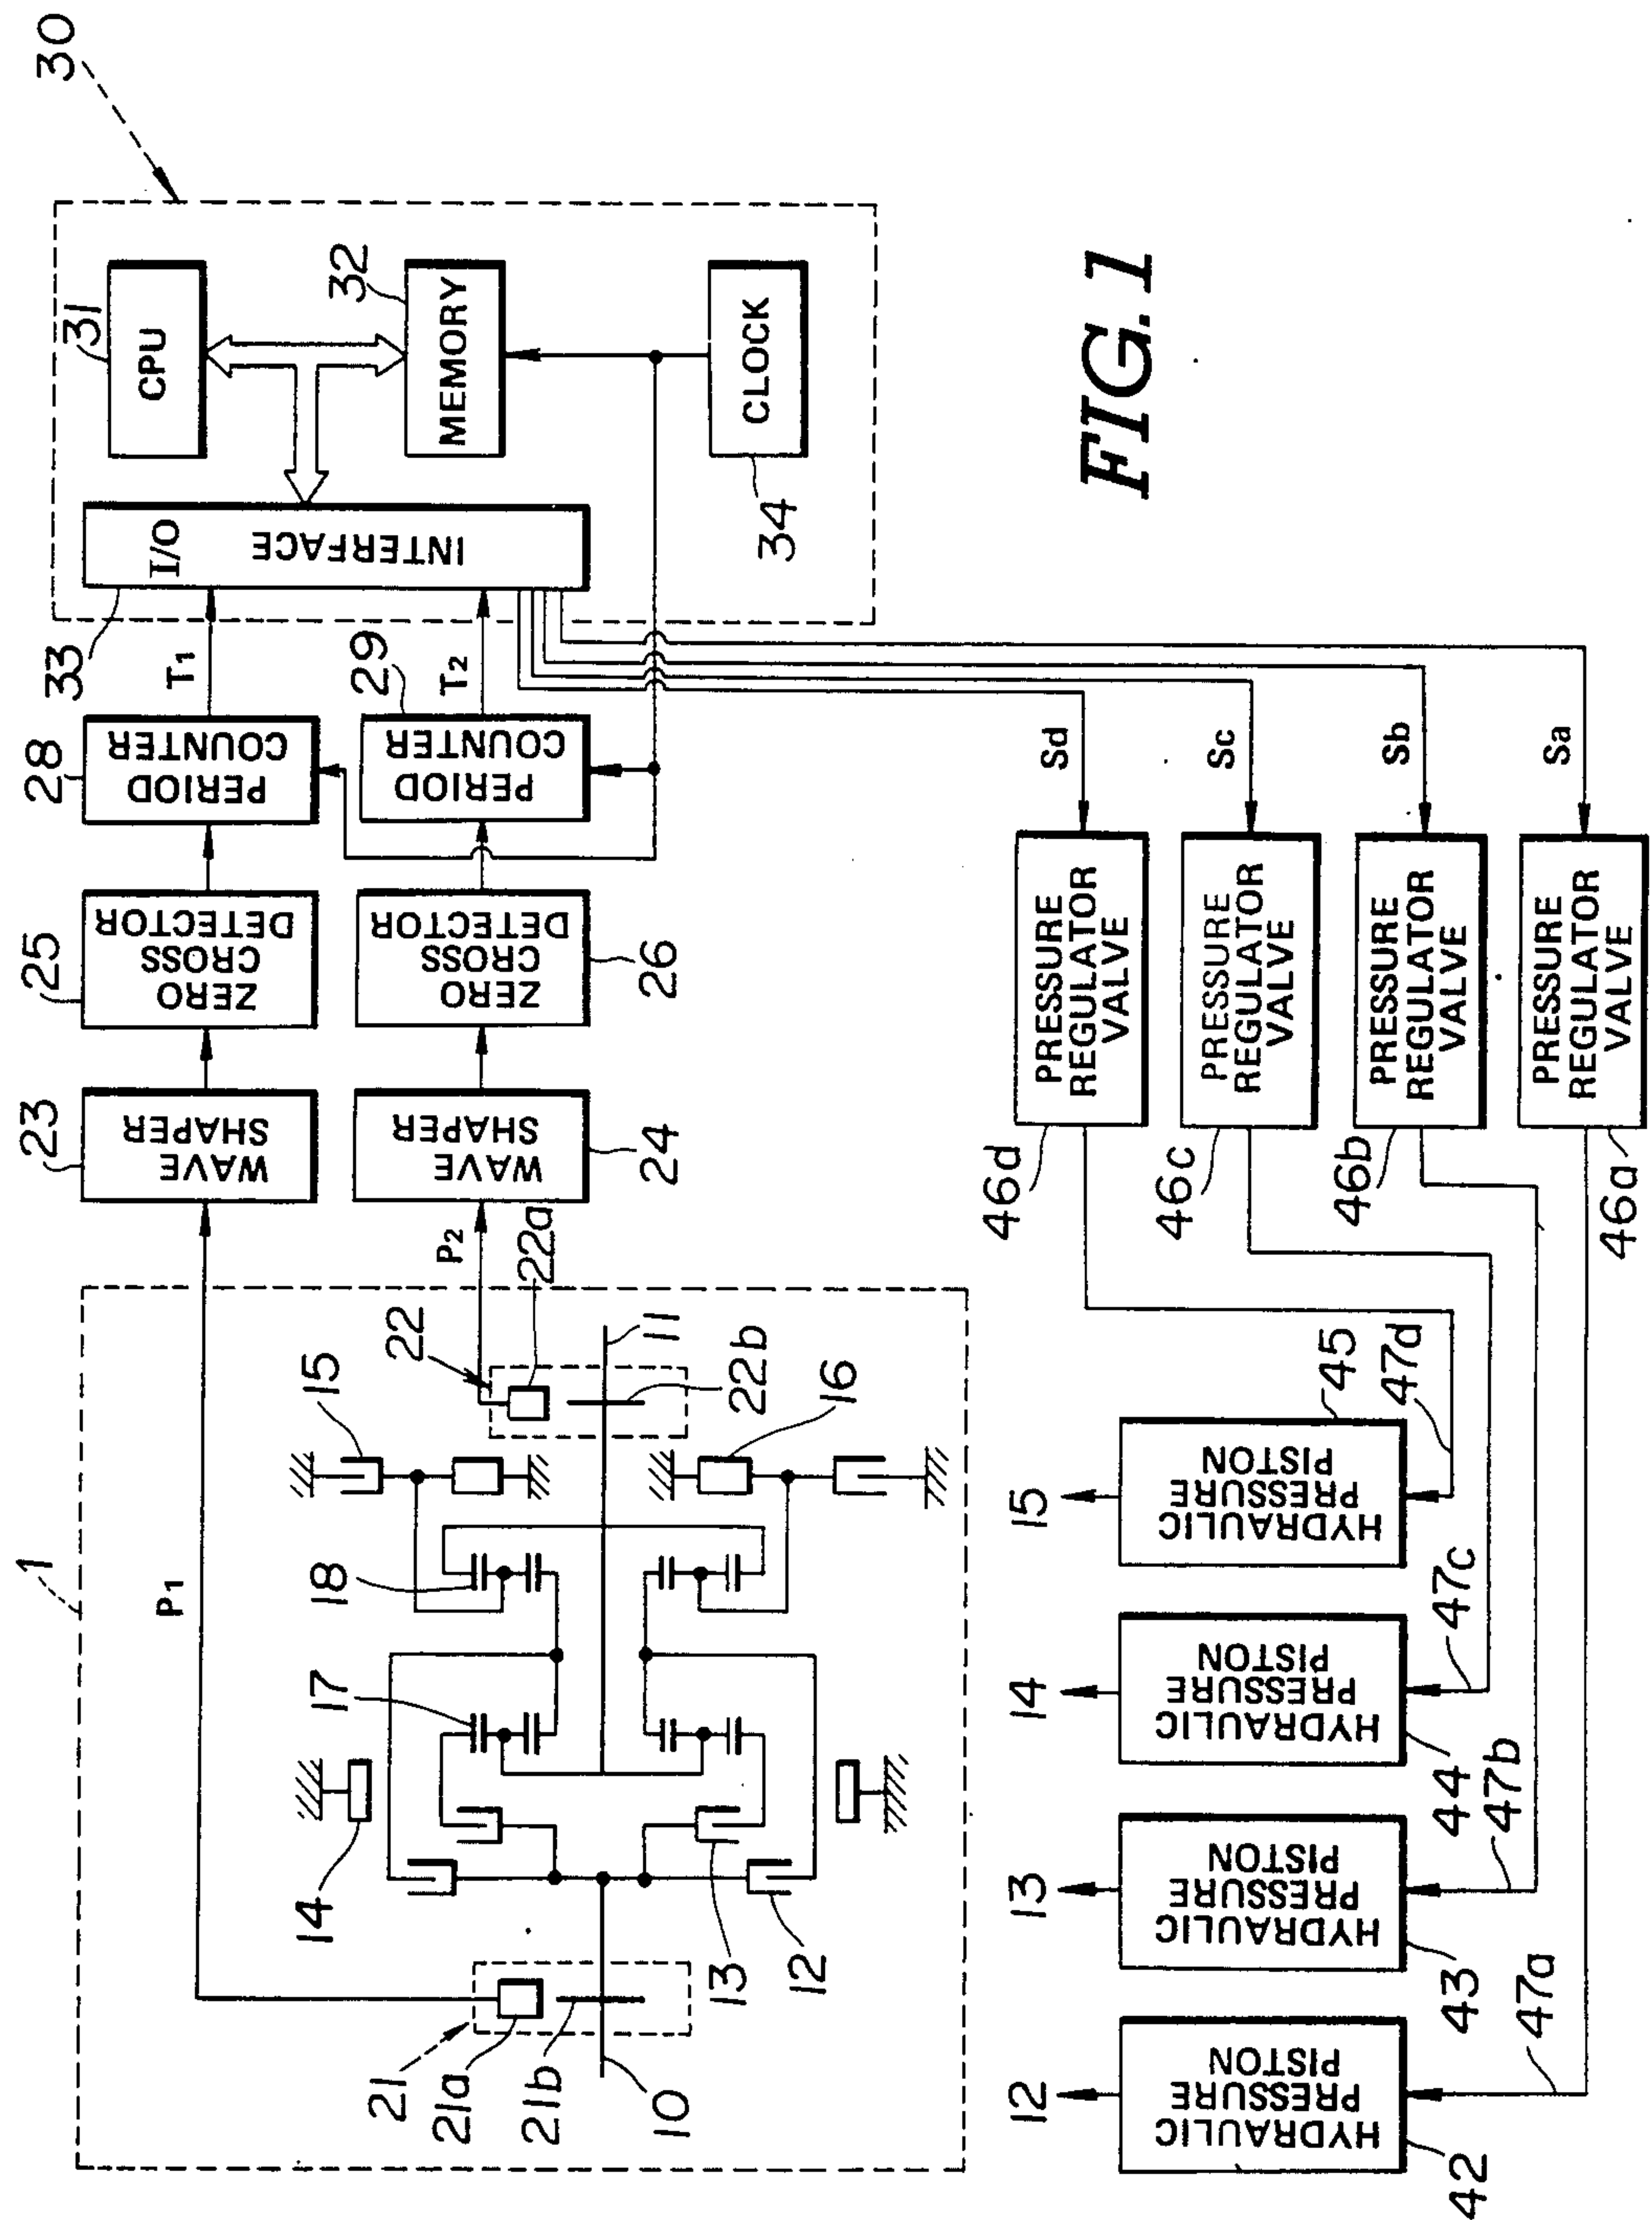 30
31
CPU
32
MEMORY
CLOCK
34
I/O
INTERFACE
33
T1
T2
28
PERIOD
COUNTER
29
PERIOD
COUNTER
25
ZERO
CROSS
DETECTOR
26
ZERO
CROSS
DETECTOR
23
WAVE
SHAPER
24
WAVE
SHAPER
P1
P2
1
22
22a
22b
11
15
16
18
17
14
13
12
21
21a
21b
10
Sd
Sc
Sb
Sa
PRESSURE
REGULATOR
VALVE
46d
PRESSURE
REGULATOR
VALVE
46c
PRESSURE
REGULATOR
VALVE
46b
PRESSURE
REGULATOR
VALVE
46a
15
HYDRAULIC
PRESSURE
PISTON
45
47d
14
HYDRAULIC
PRESSURE
PISTON
44
47c
13
HYDRAULIC
PRESSURE
PISTON
43
47b
12
HYDRAULIC
PRESSURE
PISTON
42
47a
FIG. 1